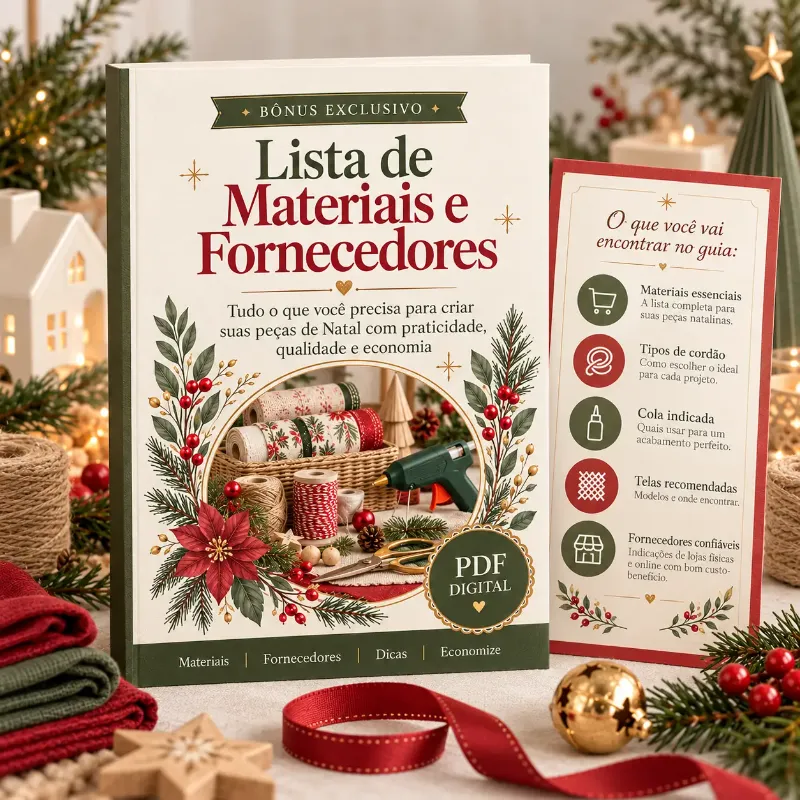 BÔNUS EXCLUSIVO
Lista de
Materiais e
Fornecedores
Tudo o que você precisa para criar
suas peças de Natal com praticidade,
qualidade e economia
PDF
DIGITAL
Materiais | Fornecedores | Dicas | Economize
O que você vai
encontrar no guia:
Materiais essenciais
A lista completa para
suas peças natalinas.
Tipos de cordão
Como escolher o ideal
para cada projeto.
Cola indicada
Quais usar para um
acabamento perfeito.
Telas recomendadas
Modelos e onde encontrar.
Fornecedores confiáveis
Indicações de lojas físicas
e online com bom custo-
benefício.